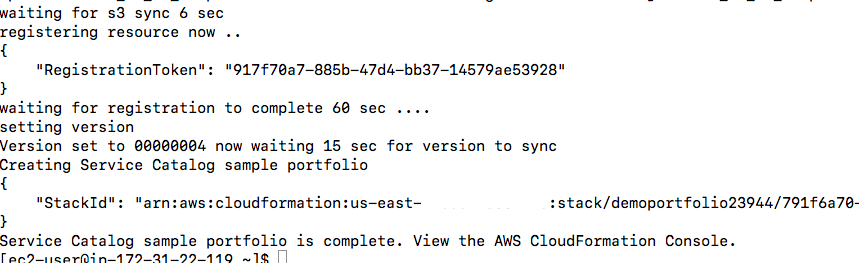 waiting for s3 sync 6 sec
registering resource now ..
{
    "RegistrationToken": "917f70a7-885b-47d4-bb37-14579ae53928"
}
waiting for registration to complete 60 sec ....
setting version
Version set to 00000004 now waiting 15 sec for version to sync
Creating Service Catalog sample portfolio
{
    "StackId": "arn:aws:cloudformation:us-east- :stack/demoportfolio23944/791f6a70-
}
Service Catalog sample portfolio is complete. View the AWS CloudFormation Console.
[ec2-user@ip-172-31-22-119 ~]$